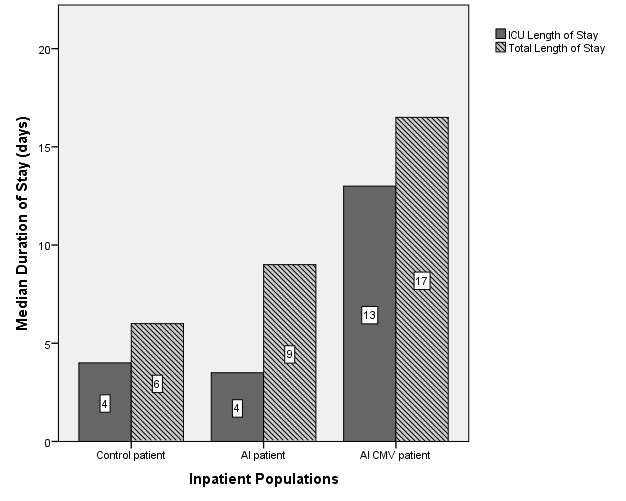 ICU Length of Stay
Total Length of Stay
Median Duration of Stay (days)
20
15
10
5
0
4
6
4
9
13
17
Control patient
AI patient
AI CMV patient
Inpatient Populations